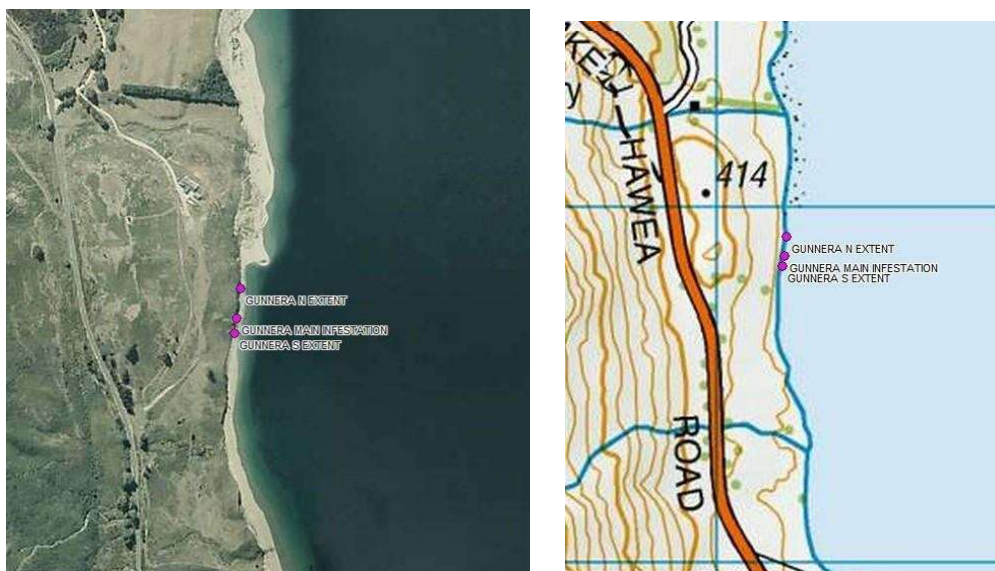 GUNNERA N EXTENT
GUNNERA MAIN INFESTATION
GUNNERA S EXTENT
HAWEA
414
GUNNERA N EXTENT
GUNNERA MAIN INFESTATION
GUNNERA S EXTENT
ROAD